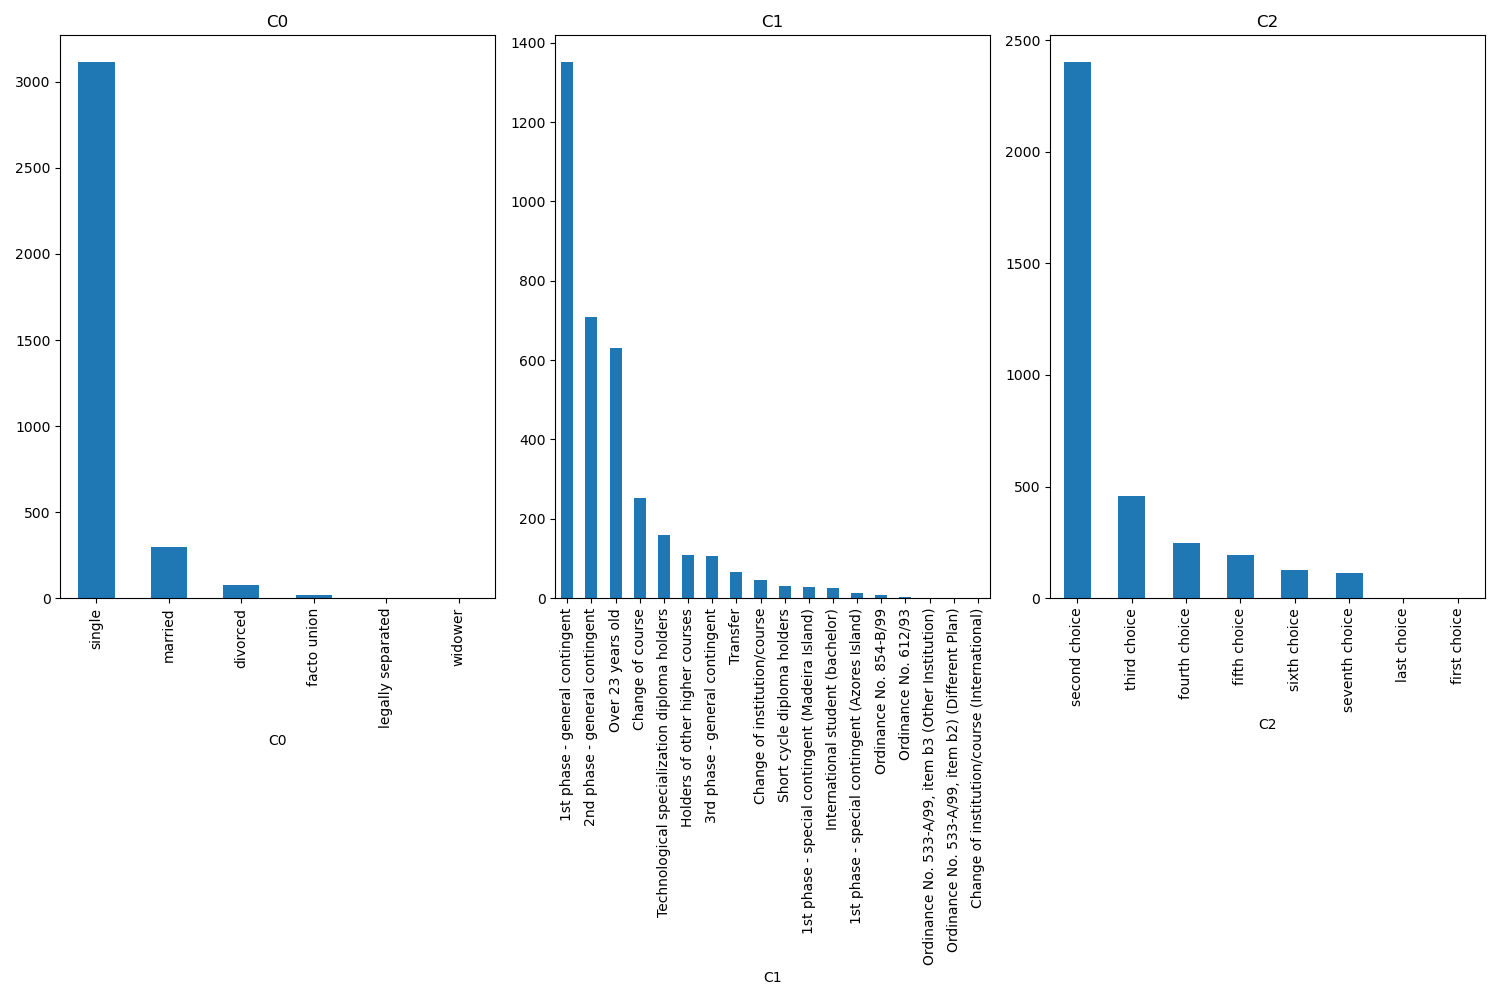 C0
3000
2500
2000
1500
1000
500
0
single
married
divorced
facto union
legally separated
widower
C0
C1
1400
1200
1000
800
600
400
200
0
1st phase - general contingent
2nd phase - general contingent
Over 23 years old
Change of course
Technological specialization diploma holders
Holders of other higher courses
3rd phase - general contingent
Transfer
Change of institution/course
Short cycle diploma holders
1st phase - special contingent (Madeira Island)
International student (bachelor)
1st phase - special contingent (Azores Island)
Ordinance No. 854-B/99
Ordinance No. 612/93
Ordinance No. 533-A/99, item b3 (Other Institution)
Ordinance No. 533-A/99, item b2) (Different Plan)
Change of institution/course (International)
C1
C2
2500
2000
1500
1000
500
0
second choice
third choice
fourth choice
fifth choice
sixth choice
seventh choice
last choice
first choice
C2